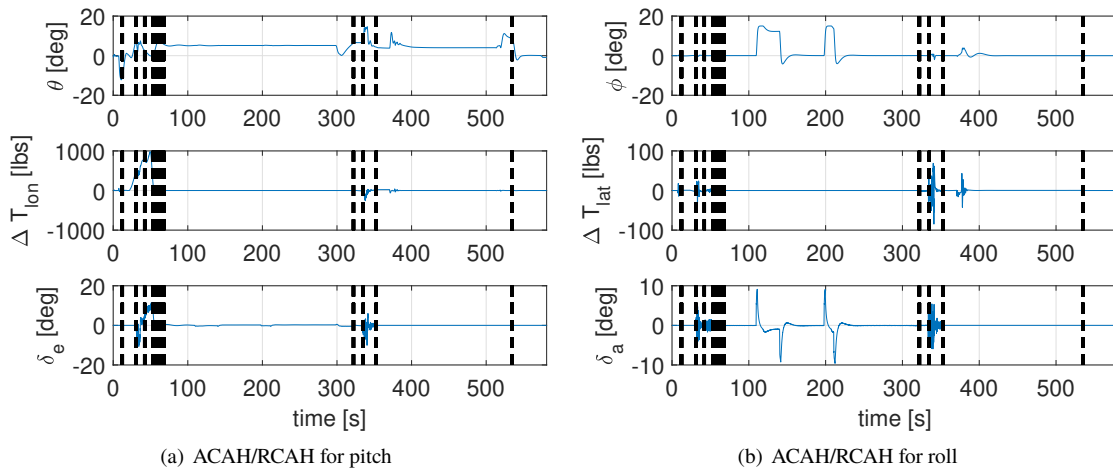 20
0
-20
θ [deg]
0 100 200 300 400 500
1000
0
-1000
Δ T_lon [lbs]
0 100 200 300 400 500
20
0
-20
δ_e [deg]
0 100 200 300 400 500
time [s]
(a) ACAH/RCAH for pitch
20
0
-20
ϕ [deg]
0 100 200 300 400 500
100
0
-100
Δ T_lat [lbs]
0 100 200 300 400 500
10
0
-10
δ_a [deg]
0 100 200 300 400 500
time [s]
(b) ACAH/RCAH for roll